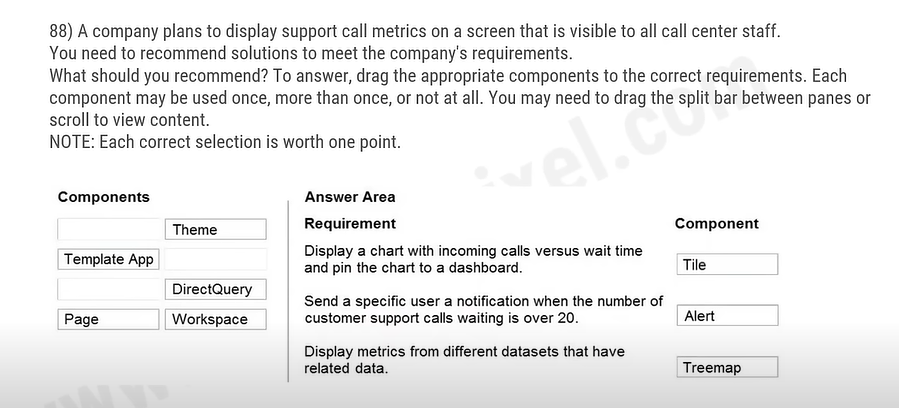 88) A company plans to display support call metrics on a screen that is visible to all call center staff.
You need to recommend solutions to meet the company's requirements.
What should you recommend? To answer, drag the appropriate components to the correct requirements. Each
component may be used once, more than once, or not at all. You may need to drag the split bar between panes or
scroll to view content.
NOTE: Each correct selection is worth one point.
Components
Theme
Template App
DirectQuery
Page
Workspace
Answer Area
Requirement
Component
Display a chart with incoming calls versus wait time
and pin the chart to a dashboard.
Tile
Send a specific user a notification when the number of
customer support calls waiting is over 20.
Alert
Display metrics from different datasets that have
related data.
Treemap